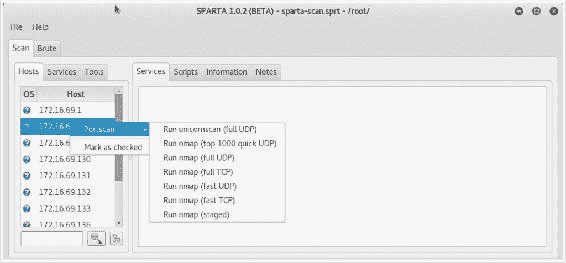 SPARTA 1.0.2 (BETA) - sparta-scan.sprt - /root/
File Help
Scan Brute
Hosts Services Tools
Services Scripts Information Notes
OS Host
172.16.69.1
172.16.6
Portscan
Run unicornscan (full UDP)
172.16.6
Mark as checked
Run nmap (top 1000 quick UDP)
172.16.69.130
Run nmap (full UDP)
172.16.69.131
Run nmap (full TCP)
172.16.69.132
Run nmap (fast UDP)
172.16.69.133
Run nmap (fast TCP)
172.16.69.136
Run nmap (staged)